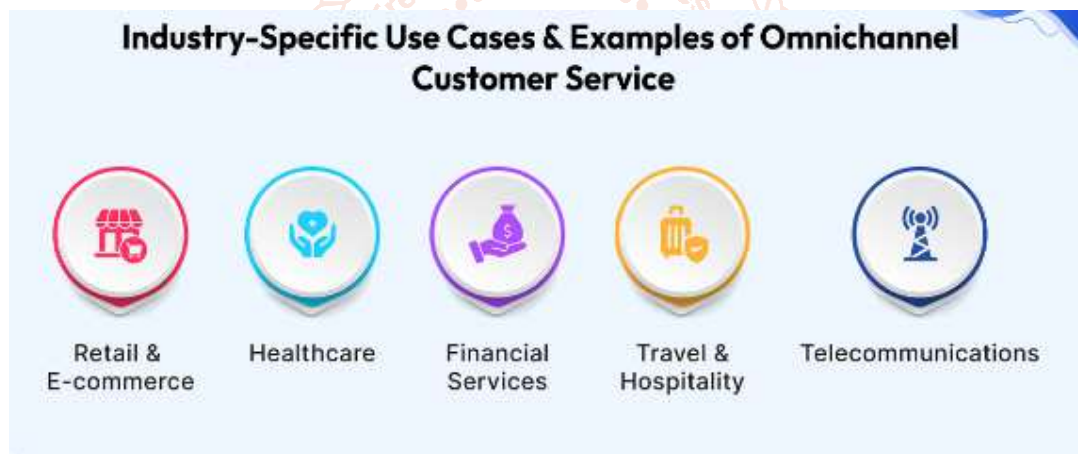 Industry-Specific Use Cases & Examples of Omnichannel
Customer Service
$
Retail &
E-commerce
Healthcare
Financial
Services
Travel &
Hospitality
Telecommunications